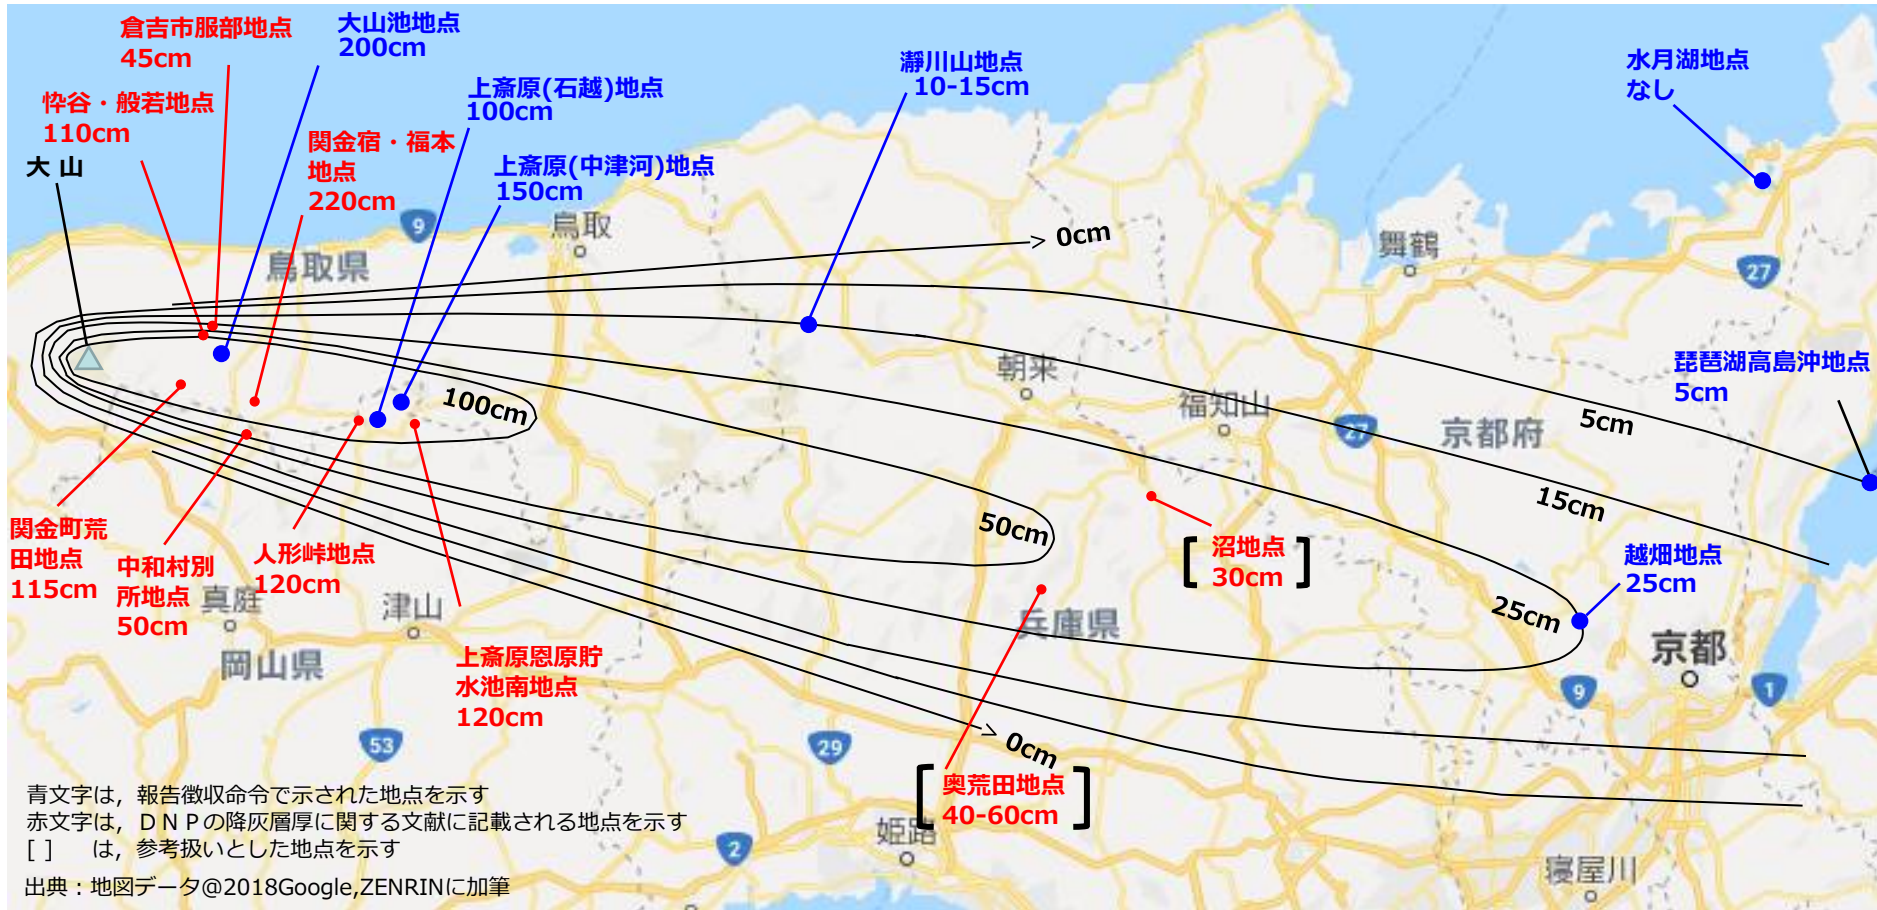 倉吉市服部地点
45cm
大山池地点
200cm
忰谷・般若地点
110cm
大 山
関金宿・福本
地点
220cm
上斎原(石越)地点
100cm
上斎原(中津河)地点
150cm
瀞川山地点
10-15cm
水月湖地点
なし
9
鳥取
鳥取県
> 0cm
舞鶴
27
朝来
福知山
27
京都府
琵琶湖高島沖地点
5cm
100cm
5cm
15cm
50cm
25cm
関金町荒
田地点
115cm
中和村別
所地点
50cm
人形峠地点
120cm
[ 沼地点
30cm ]
越畑地点
25cm
真庭
津山
兵庫県
京都
岡山県
上斎原恩原貯
水池南地点
120cm
9
1
53
29
> 0cm
[ 奥荒田地点
40-60cm ]
姫路
2
寝屋川
青文字は，報告徴収命令で示された地点を示す
赤文字は，ＤＮＰの降灰層厚に関する文献に記載される地点を示す
[ ] は，参考扱いとした地点を示す
出典：地図データ@2018Google,ZENRINに加筆